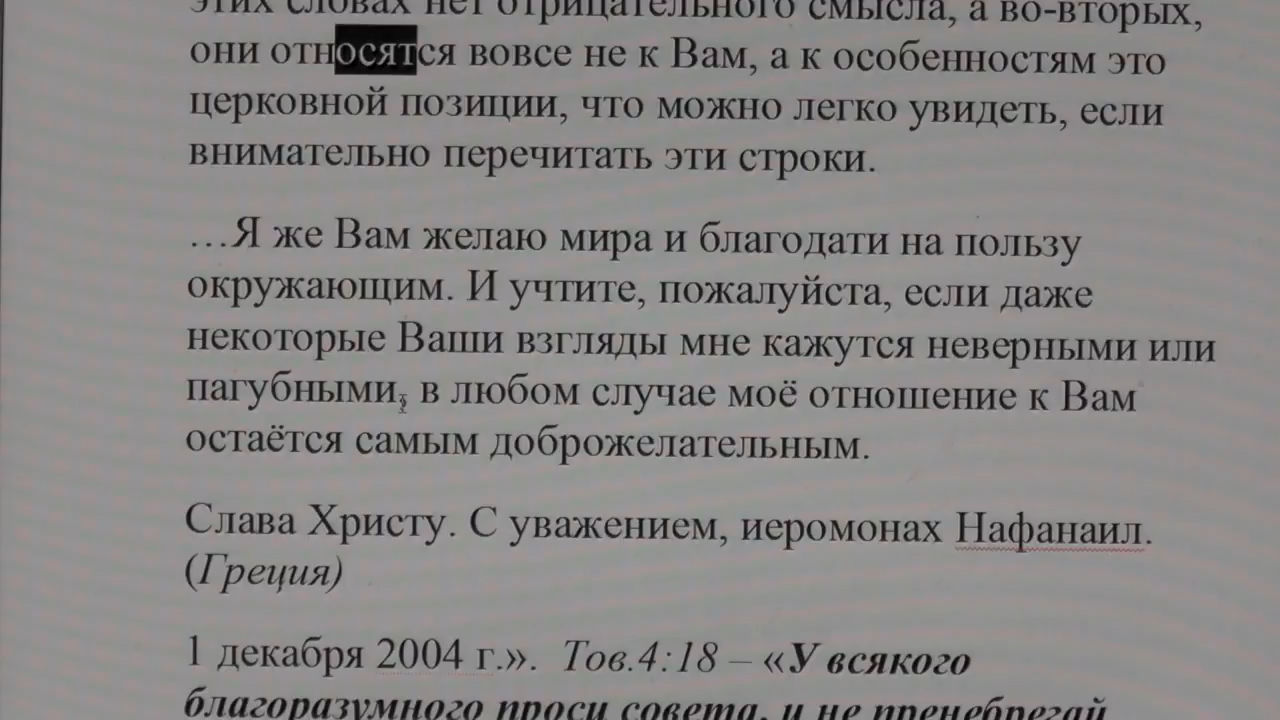 этих словах нет отрицательного смысла, а во-вторых,
они относятся вовсе не к Вам, а к особенностям это
церковной позиции, что можно легко увидеть, если
внимательно перечитать эти строки.
…Я же Вам желаю мира и благодати на пользу
окружающим. И учтите, пожалуйста, если даже
некоторые Ваши взгляды мне кажутся неверными или
пагубными, в любом случае моё отношение к Вам
остаётся самым доброжелательным.
Слава Христу. С уважением, иеромонах Нафанаил.
(Греция)
1 декабря 2004 г.». Тов.4:18 – «У всякого
благоразумного проси совета, и не пренебрегай